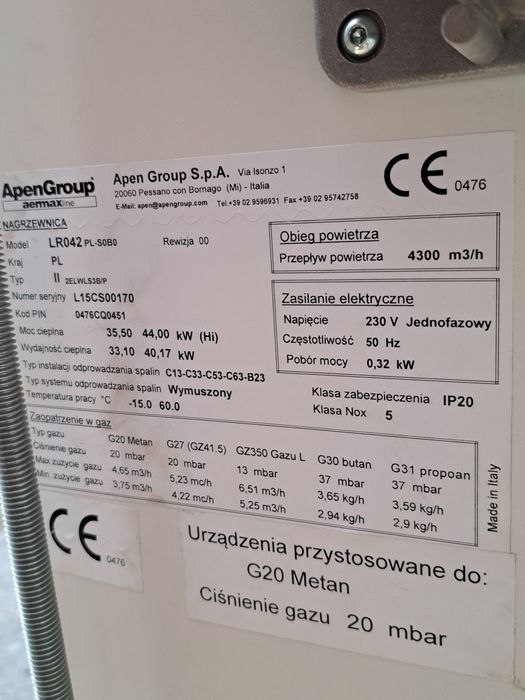 ApenGroup
aermaxline
Apen Group S.p.A. Via Isonzo 1
20060 Pessano con Bornago (Mi) - Italia
E-Mail: apen@apengroup.com Tel.+39 02 9596931 Fax +39 02 95742758
CE 0476
NAGRZEWNICA
Model LR042 PL-S0B0 Rewizja 00
Kraj PL
Typ II 2ELWLS3B/P
Numer seryjny L15CS00170
Kod PIN 0476CQ0451
Moc cieplna 35,50 44,00 kW (Hi)
Wydajność cieplna 33,10 40,17 kW
Typ instalacji odprowadzania spalin C13-C33-C53-C63-B23
Typ systemu odprowadzania spalin Wymuszony
Temperatura pracy °C -15.0 60.0
Obieg powietrza
Przepływ powietrza 4300 m3/h
Zasilanie elektryczne
Napięcie 230 V Jednofazowy
Częstotliwość 50 Hz
Pobór mocy 0,32 kW
Klasa zabezpieczenia IP20
Klasa Nox 5
Zaopatrzenie w gaz
Typ gazu G20 Metan G27 (GZ41.5) GZ350 Gazu L G30 butan G31 propoan
Ciśnienie gazu 20 mbar 20 mbar 13 mbar 37 mbar 37 mbar
Max zużycie gazu 4,65 m3/h 5,23 mc/h 6,51 m3/h 3,65 kg/h 3,59 kg/h
Min. zużycie gazu 3,75 m3/h 4,22 mc/h 5,25 m3/h 2,94 kg/h 2,9 kg/h
Made in Italy
CE 0476
Urządzenia przystosowane do:
G20 Metan
Ciśnienie gazu 20 mbar